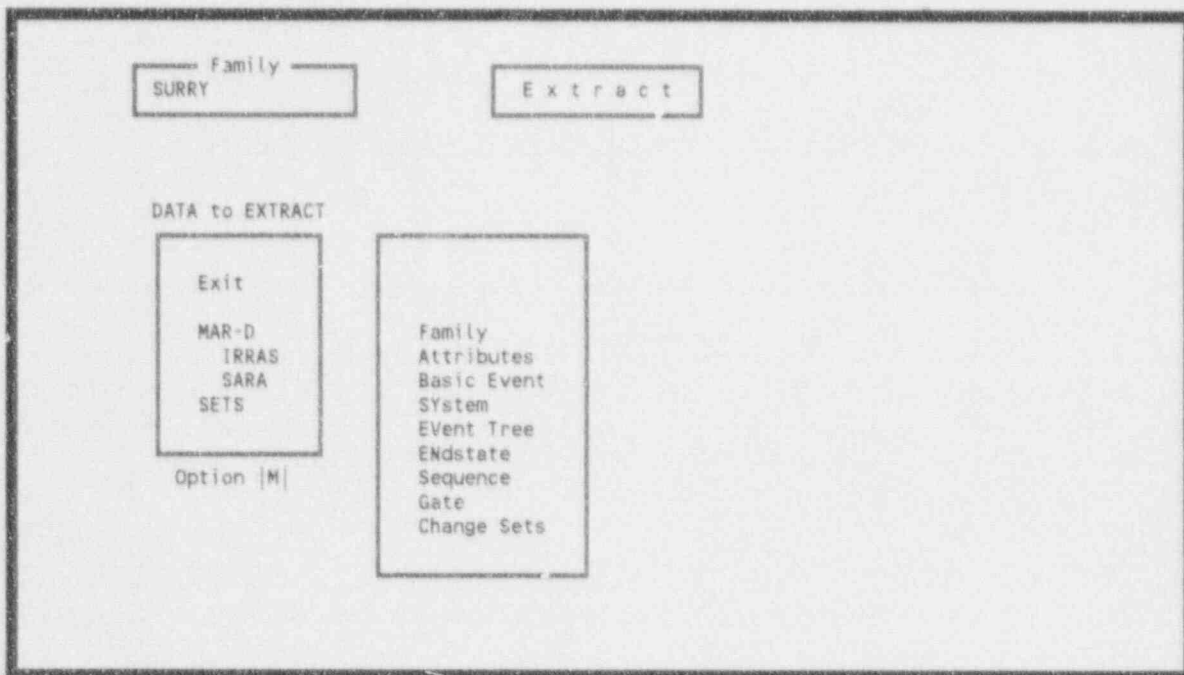 Family
SURRY
E x t r a c t
DATA to EXTRACT
Exit
MAR-D
IRRAS
SARA
SETS
Option |M|
Family
Attributes
Basic Event
SYstem
EVent Tree
ENdstate
Sequence
Gate
Change Sets